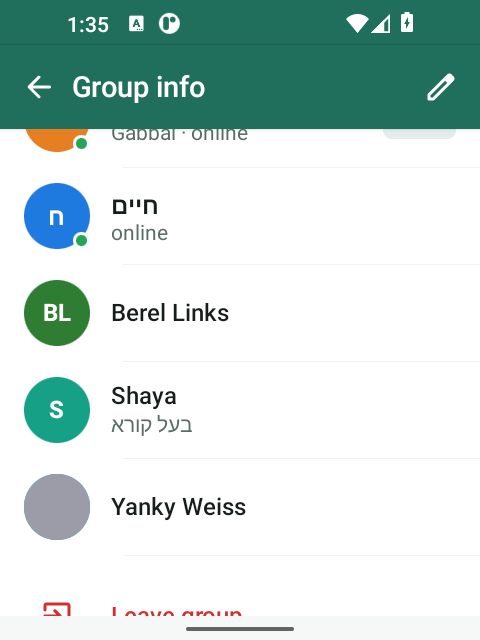 1:35
A
Group info
Gabbai · online
ח
חיים
online
BL
Berel Links
S
Shaya
בעל קורא
Yanky Weiss
Leave group